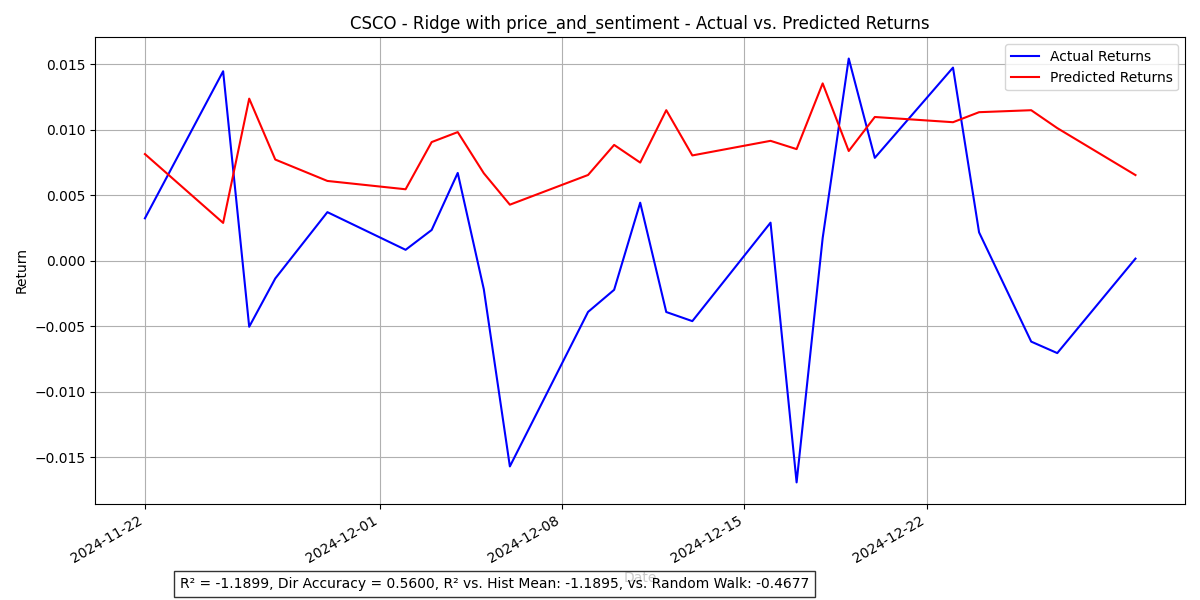 CSCO - Ridge with price_and_sentiment - Actual vs. Predicted Returns
Actual Returns
Predicted Returns
0.015
0.010
0.005
0.000
−0.005
−0.010
−0.015
Return
2024-11-22
2024-12-01
2024-12-08
2024-12-15
2024-12-22
Date
R² = -1.1899, Dir Accuracy = 0.5600, R² vs. Hist Mean: -1.1895, vs. Random Walk: -0.4677